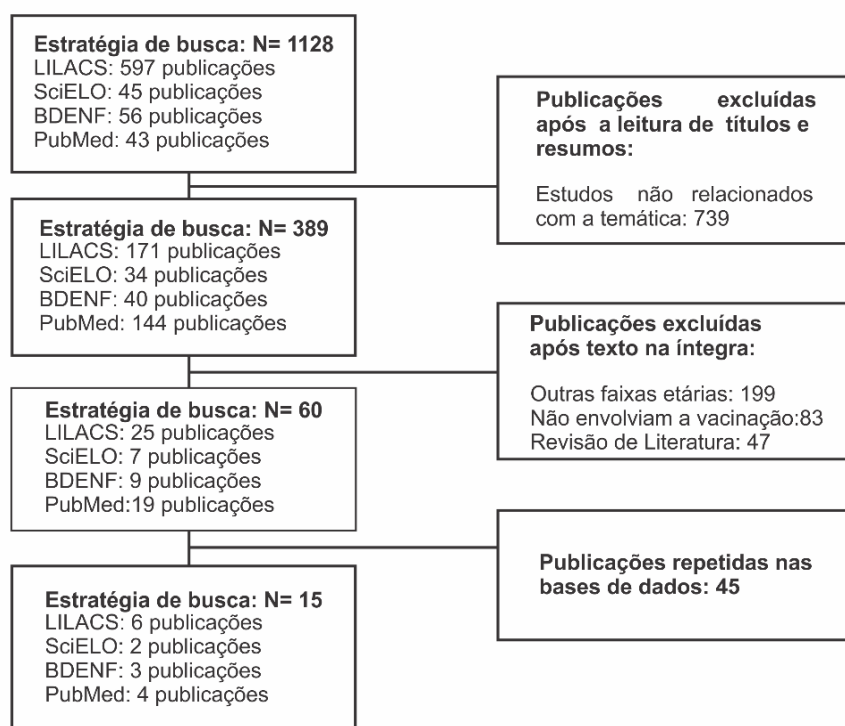 Estratégia de busca: N= 1128
LILACS: 597 publicações
SciELO: 45 publicações
BDENF: 56 publicações
PubMed: 43 publicações
Publicações excluídas
após a leitura de títulos e
resumos:
Estudos não relacionados
com a temática: 739
Estratégia de busca: N= 389
LILACS: 171 publicações
SciELO: 34 publicações
BDENF: 40 publicações
PubMed: 144 publicações
Publicações excluídas
após texto na íntegra:
Outras faixas etárias: 199
Não envolviam a vacinação:83
Revisão de Literatura: 47
Estratégia de busca: N= 60
LILACS: 25 publicações
SciELO: 7 publicações
BDENF: 9 publicações
PubMed:19 publicações
Publicações repetidas nas
bases de dados: 45
Estratégia de busca: N= 15
LILACS: 6 publicações
SciELO: 2 publicações
BDENF: 3 publicações
PubMed: 4 publicações